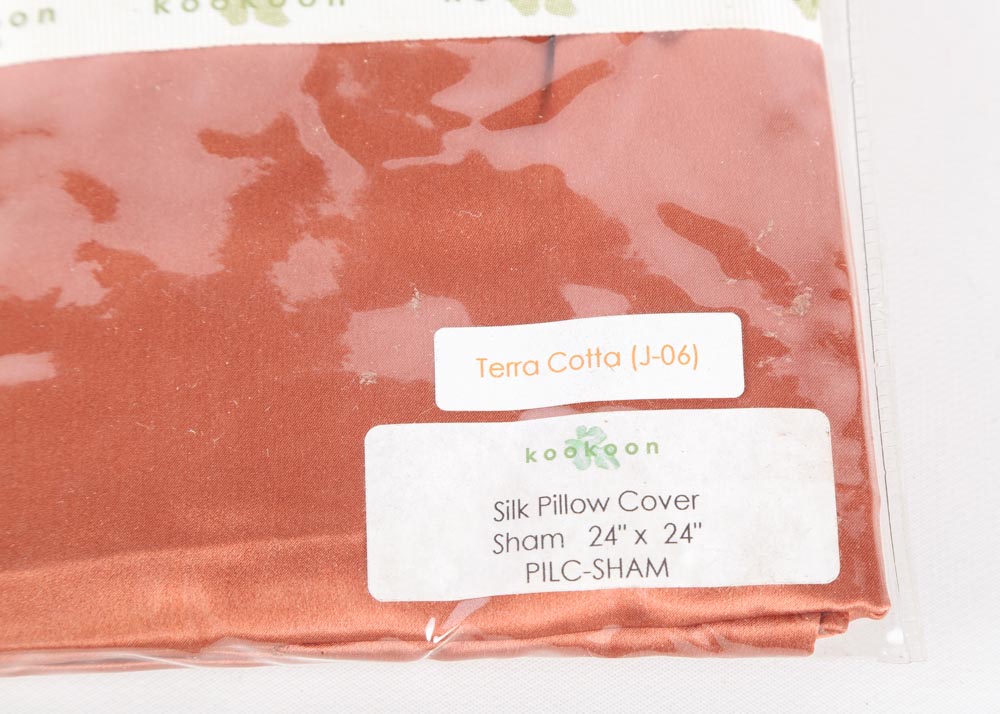 kookoon
Terra Cotta (J-06)
kookoon
Silk Pillow Cover
Sham 24" x 24"
PILC-SHAM